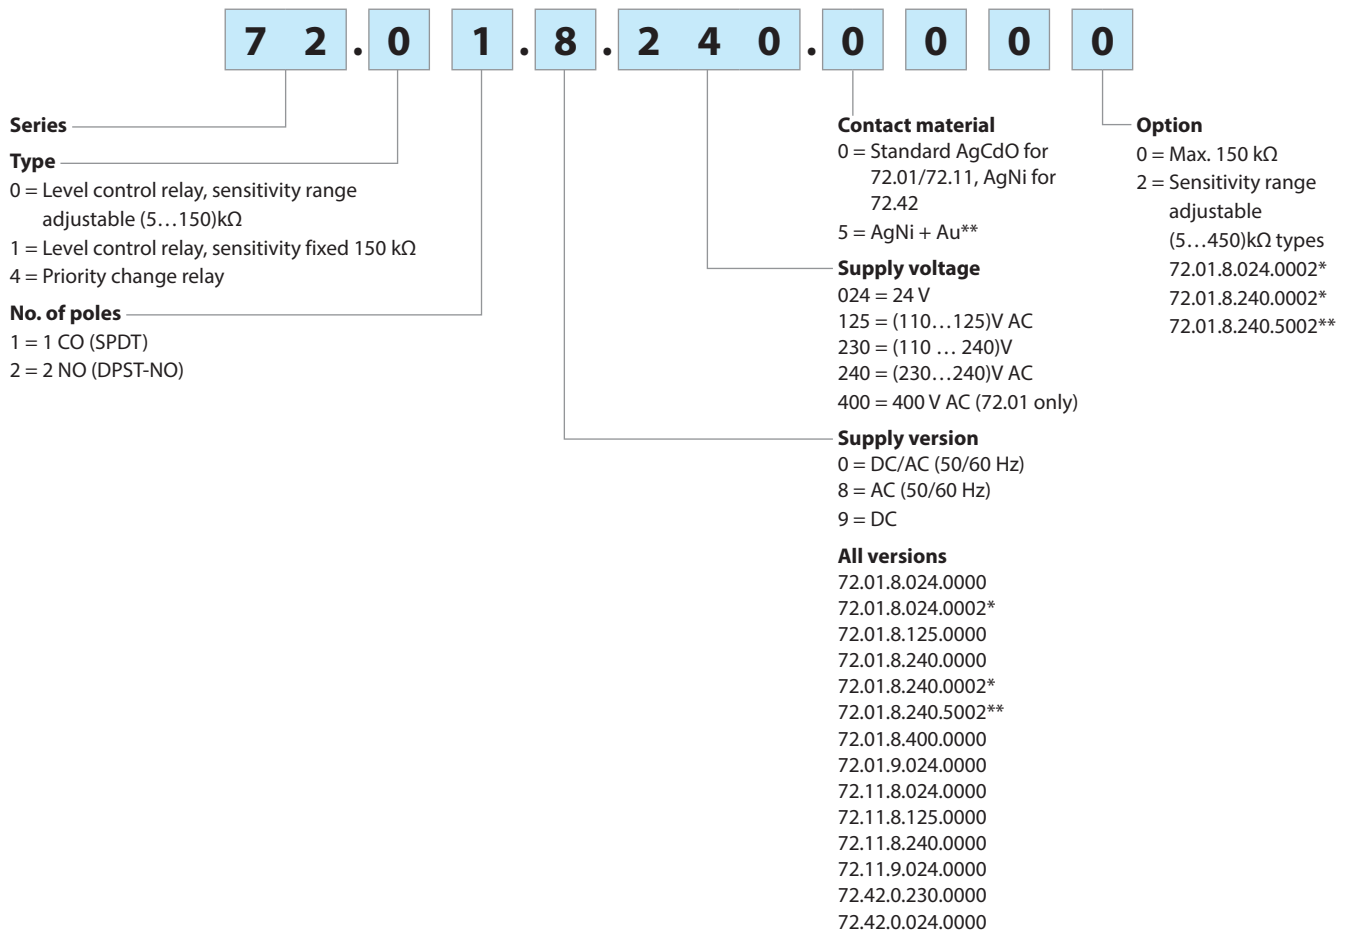 7 2 . 0 1 . 8 . 2 4 0 . 0 0 0 0
Series
Type
0 = Level control relay, sensitivity range
adjustable (5…150)kΩ
1 = Level control relay, sensitivity fixed 150 kΩ
4 = Priority change relay
No. of poles
1 = 1 CO (SPDT)
2 = 2 NO (DPST-NO)
Contact material
0 = Standard AgCdO for
72.01/72.11, AgNi for
72.42
5 = AgNi + Au**
Supply voltage
024 = 24 V
125 = (110…125)V AC
230 = (110 … 240)V
240 = (230…240)V AC
400 = 400 V AC (72.01 only)
Supply version
0 = DC/AC (50/60 Hz)
8 = AC (50/60 Hz)
9 = DC
All versions
72.01.8.024.0000
72.01.8.024.0002*
72.01.8.125.0000
72.01.8.240.0000
72.01.8.240.0002*
72.01.8.240.5002**
72.01.8.400.0000
72.01.9.024.0000
72.11.8.024.0000
72.11.8.125.0000
72.11.8.240.0000
72.11.9.024.0000
72.42.0.230.0000
72.42.0.024.0000
Option
0 = Max. 150 kΩ
2 = Sensitivity range
adjustable
(5…450)kΩ types
72.01.8.024.0002*
72.01.8.240.0002*
72.01.8.240.5002**